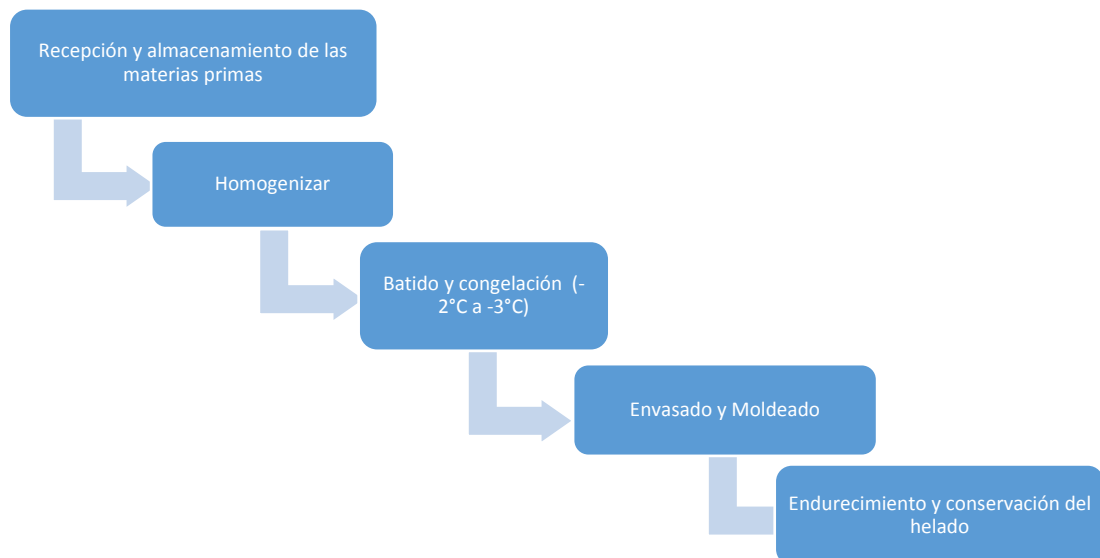 Recepción y almacenamiento de las
materias primas
Homogenizar
Batido y congelación  (-
2°C a -3°C)
Envasado y Moldeado
Endurecimiento y conservación del
helado